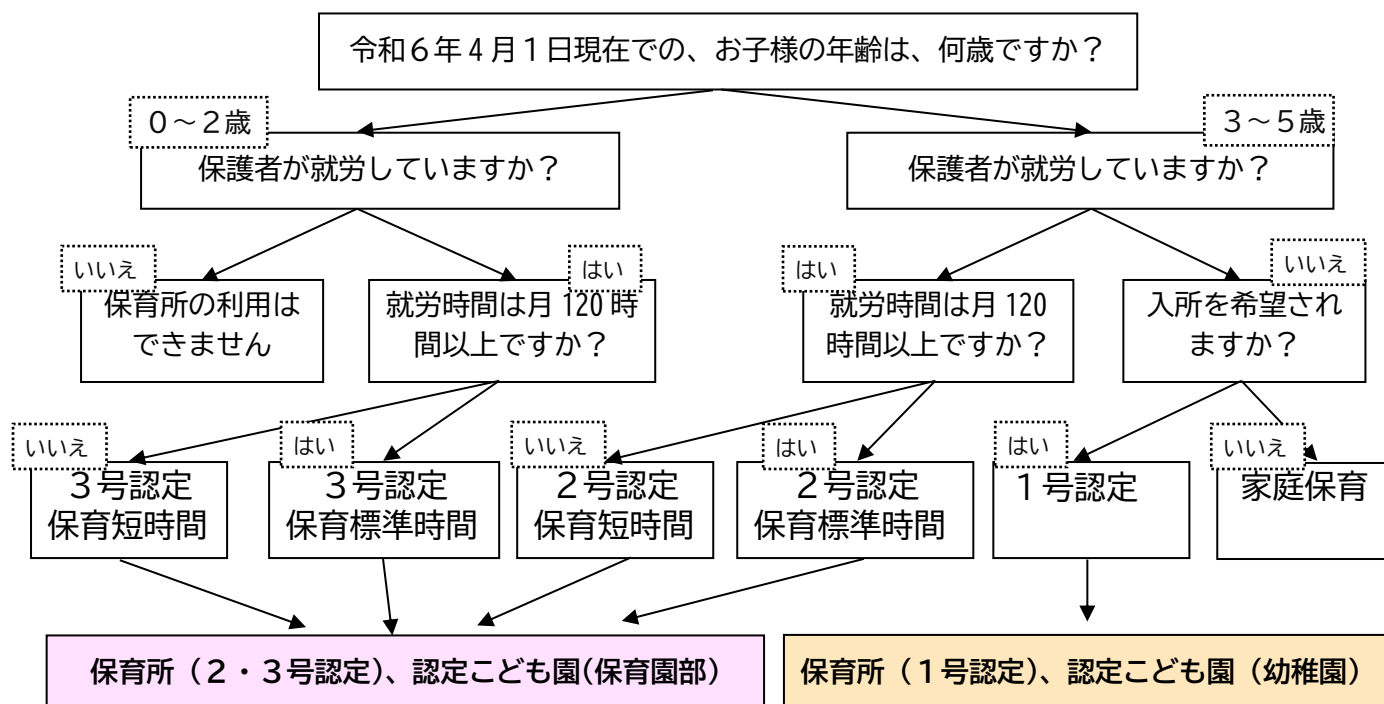 令和６年４月１日現在での、お子様の年齢は、何歳ですか？
０～２歳
３～５歳
保護者が就労していますか？
保護者が就労していますか？
いいえ
はい
はい
いいえ
保育所の利用は
できません
就労時間は月 120 時
間以上ですか？
就労時間は月 120
時間以上ですか？
入所を希望され
ますか？
いいえ
はい
いいえ
はい
はい
いいえ
３号認定
保育短時間
３号認定
保育標準時間
２号認定
保育短時間
２号認定
保育標準時間
１号認定
家庭保育
保育所（２・３号認定）、認定こども園(保育園部）
保育所（１号認定）、認定こども園（幼稚園）